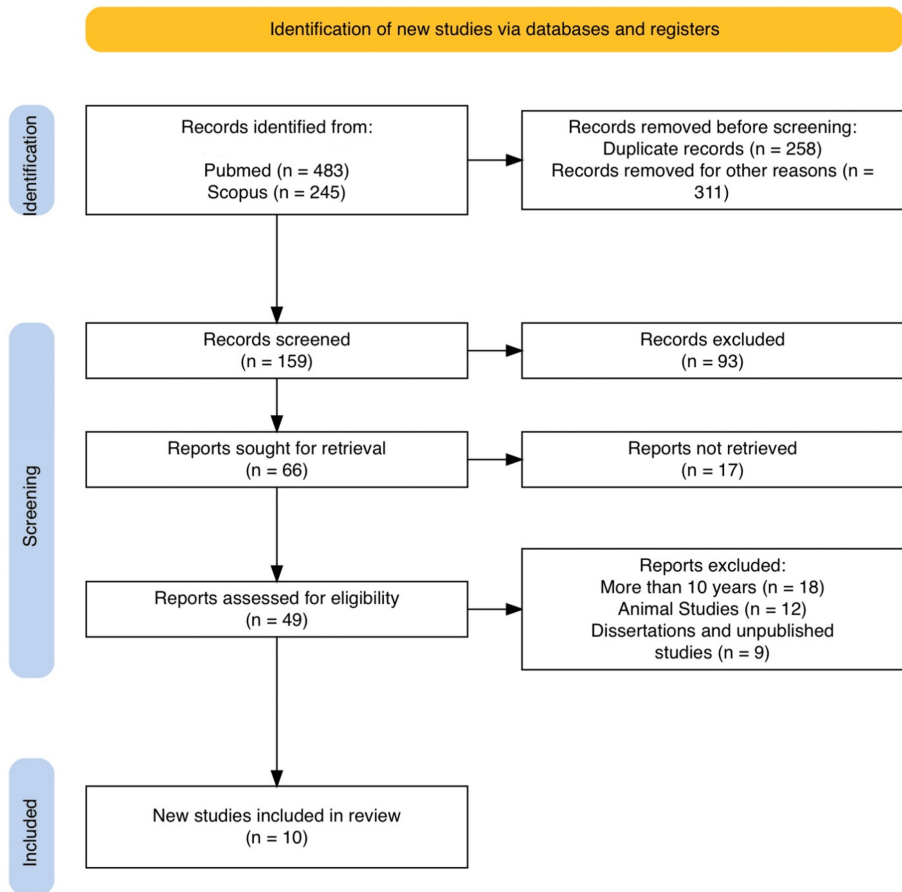 Identification of new studies via databases and registers
Identification
Records identified from:
Pubmed (n = 483)
Scopus (n = 245)
Records removed before screening:
Duplicate records (n = 258)
Records removed for other reasons (n =
311)
Screening
Records screened
(n = 159)
Records excluded
(n = 93)
Reports sought for retrieval
(n = 66)
Reports not retrieved
(n = 17)
Reports assessed for eligibility
(n = 49)
Reports excluded:
More than 10 years (n = 18)
Animal Studies (n = 12)
Dissertations and unpublished
studies (n = 9)
Included
New studies included in review
(n = 10)